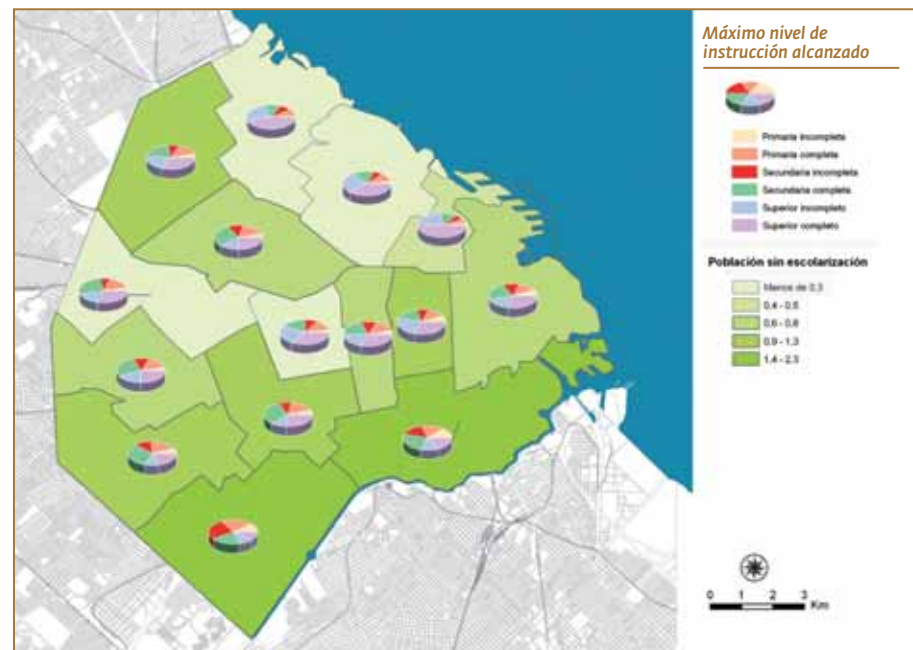 Máximo nivel de
instrucción alcanzado
Primaria incompleta
Primaria completa
Secundaria incompleta
Secundaria completa
Superior incompleto
Superior completo
Población sin escolarización
Menos de 0,3
0,4 - 0,5
0,6 - 0,8
0,9 - 1,3
1,4 - 2,3
0 1 2 3
Km